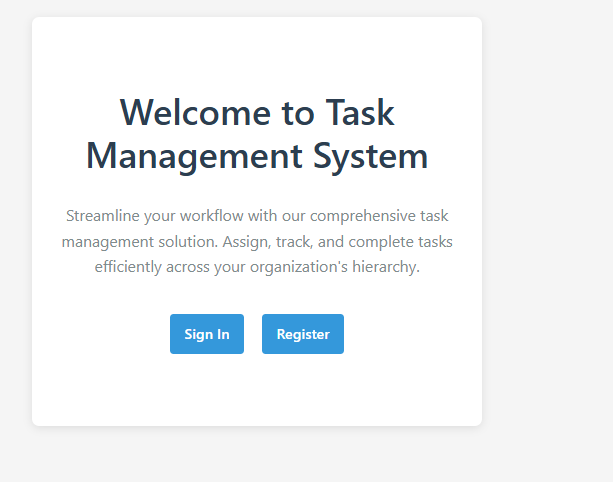 Welcome to Task
Management System
Streamline your workflow with our comprehensive task
management solution. Assign, track, and complete tasks
efficiently across your organization's hierarchy.
Sign In
Register